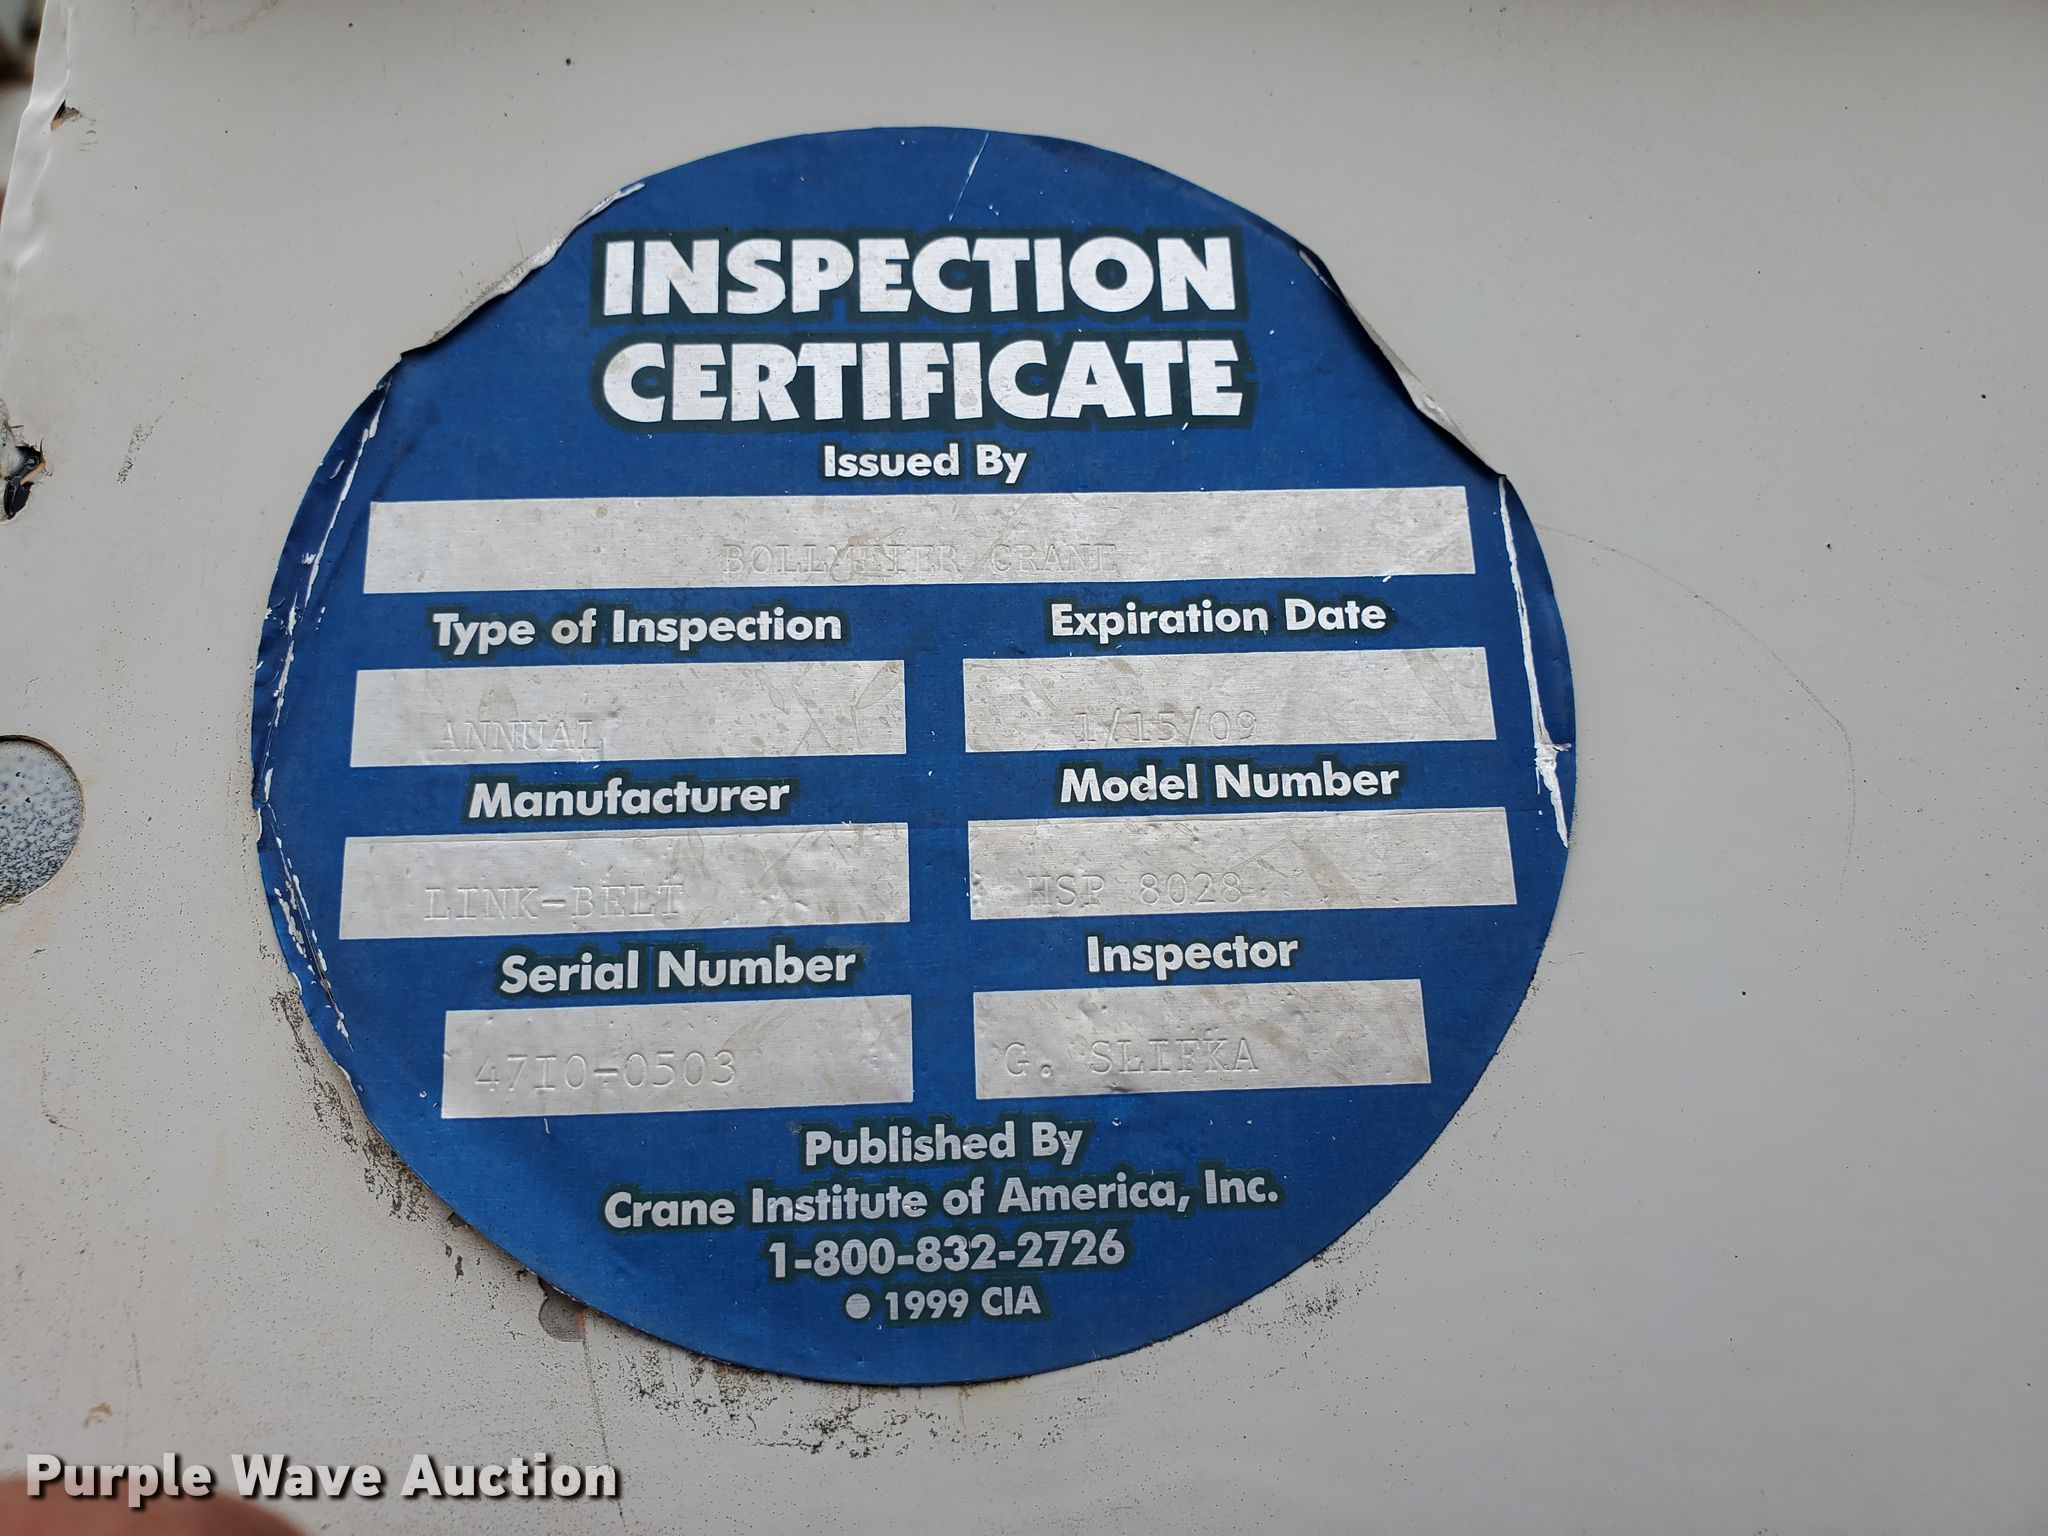 INSPECTION
CERTIFICATE
Issued By
BOLLMEIER CRANE
Type of Inspection
Expiration Date
ANNUAL
1/15/09
Manufacturer
Model Number
LINK-BELT
HSP 8028
Serial Number
Inspector
47I0-0503
G. SLIFKA
Published By
Crane Institute of America, Inc.
1-800-832-2726
● 1999 CIA
Purple Wave Auction